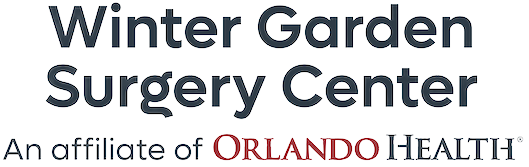 Winter Garden
Surgery Center
An affiliate of ORLANDO HEALTH®